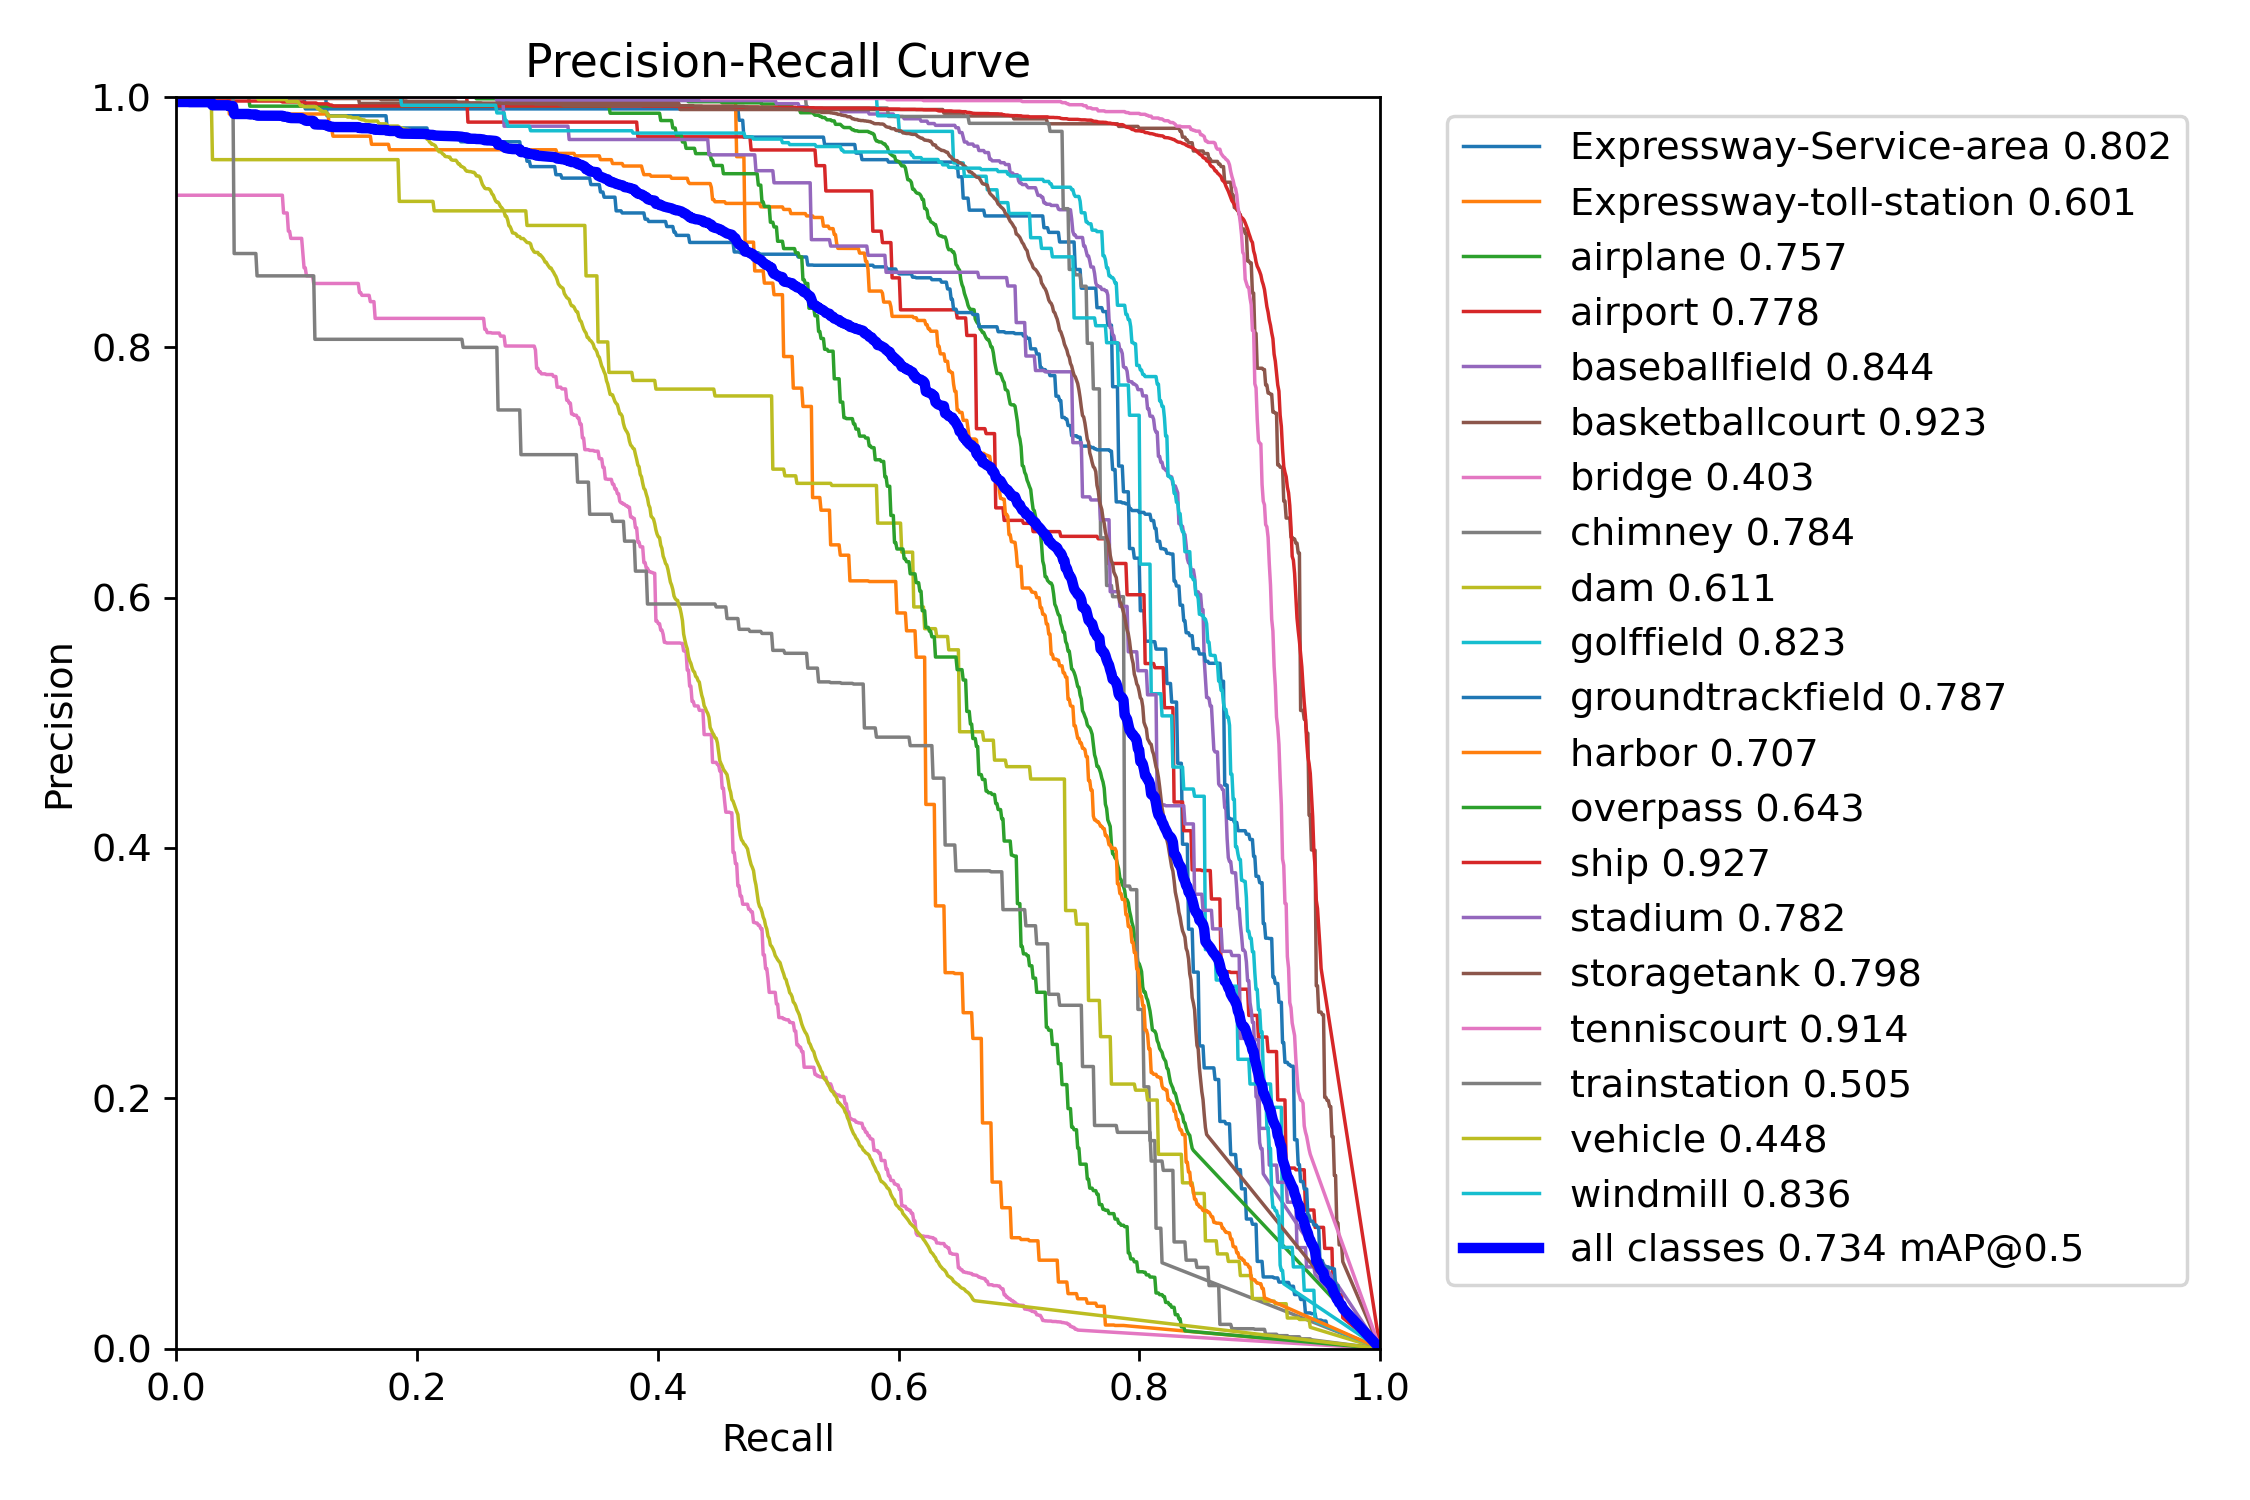 Precision-Recall Curve
1.0
0.8
0.6
0.4
0.2
0.0
Precision
0.0 0.2 0.4 0.6 0.8 1.0
Recall
Expressway-Service-area 0.802
Expressway-toll-station 0.601
airplane 0.757
airport 0.778
baseballfield 0.844
basketballcourt 0.923
bridge 0.403
chimney 0.784
dam 0.611
golffield 0.823
groundtrackfield 0.787
harbor 0.707
overpass 0.643
ship 0.927
stadium 0.782
storagetank 0.798
tenniscourt 0.914
trainstation 0.505
vehicle 0.448
windmill 0.836
all classes 0.734 mAP@0.5